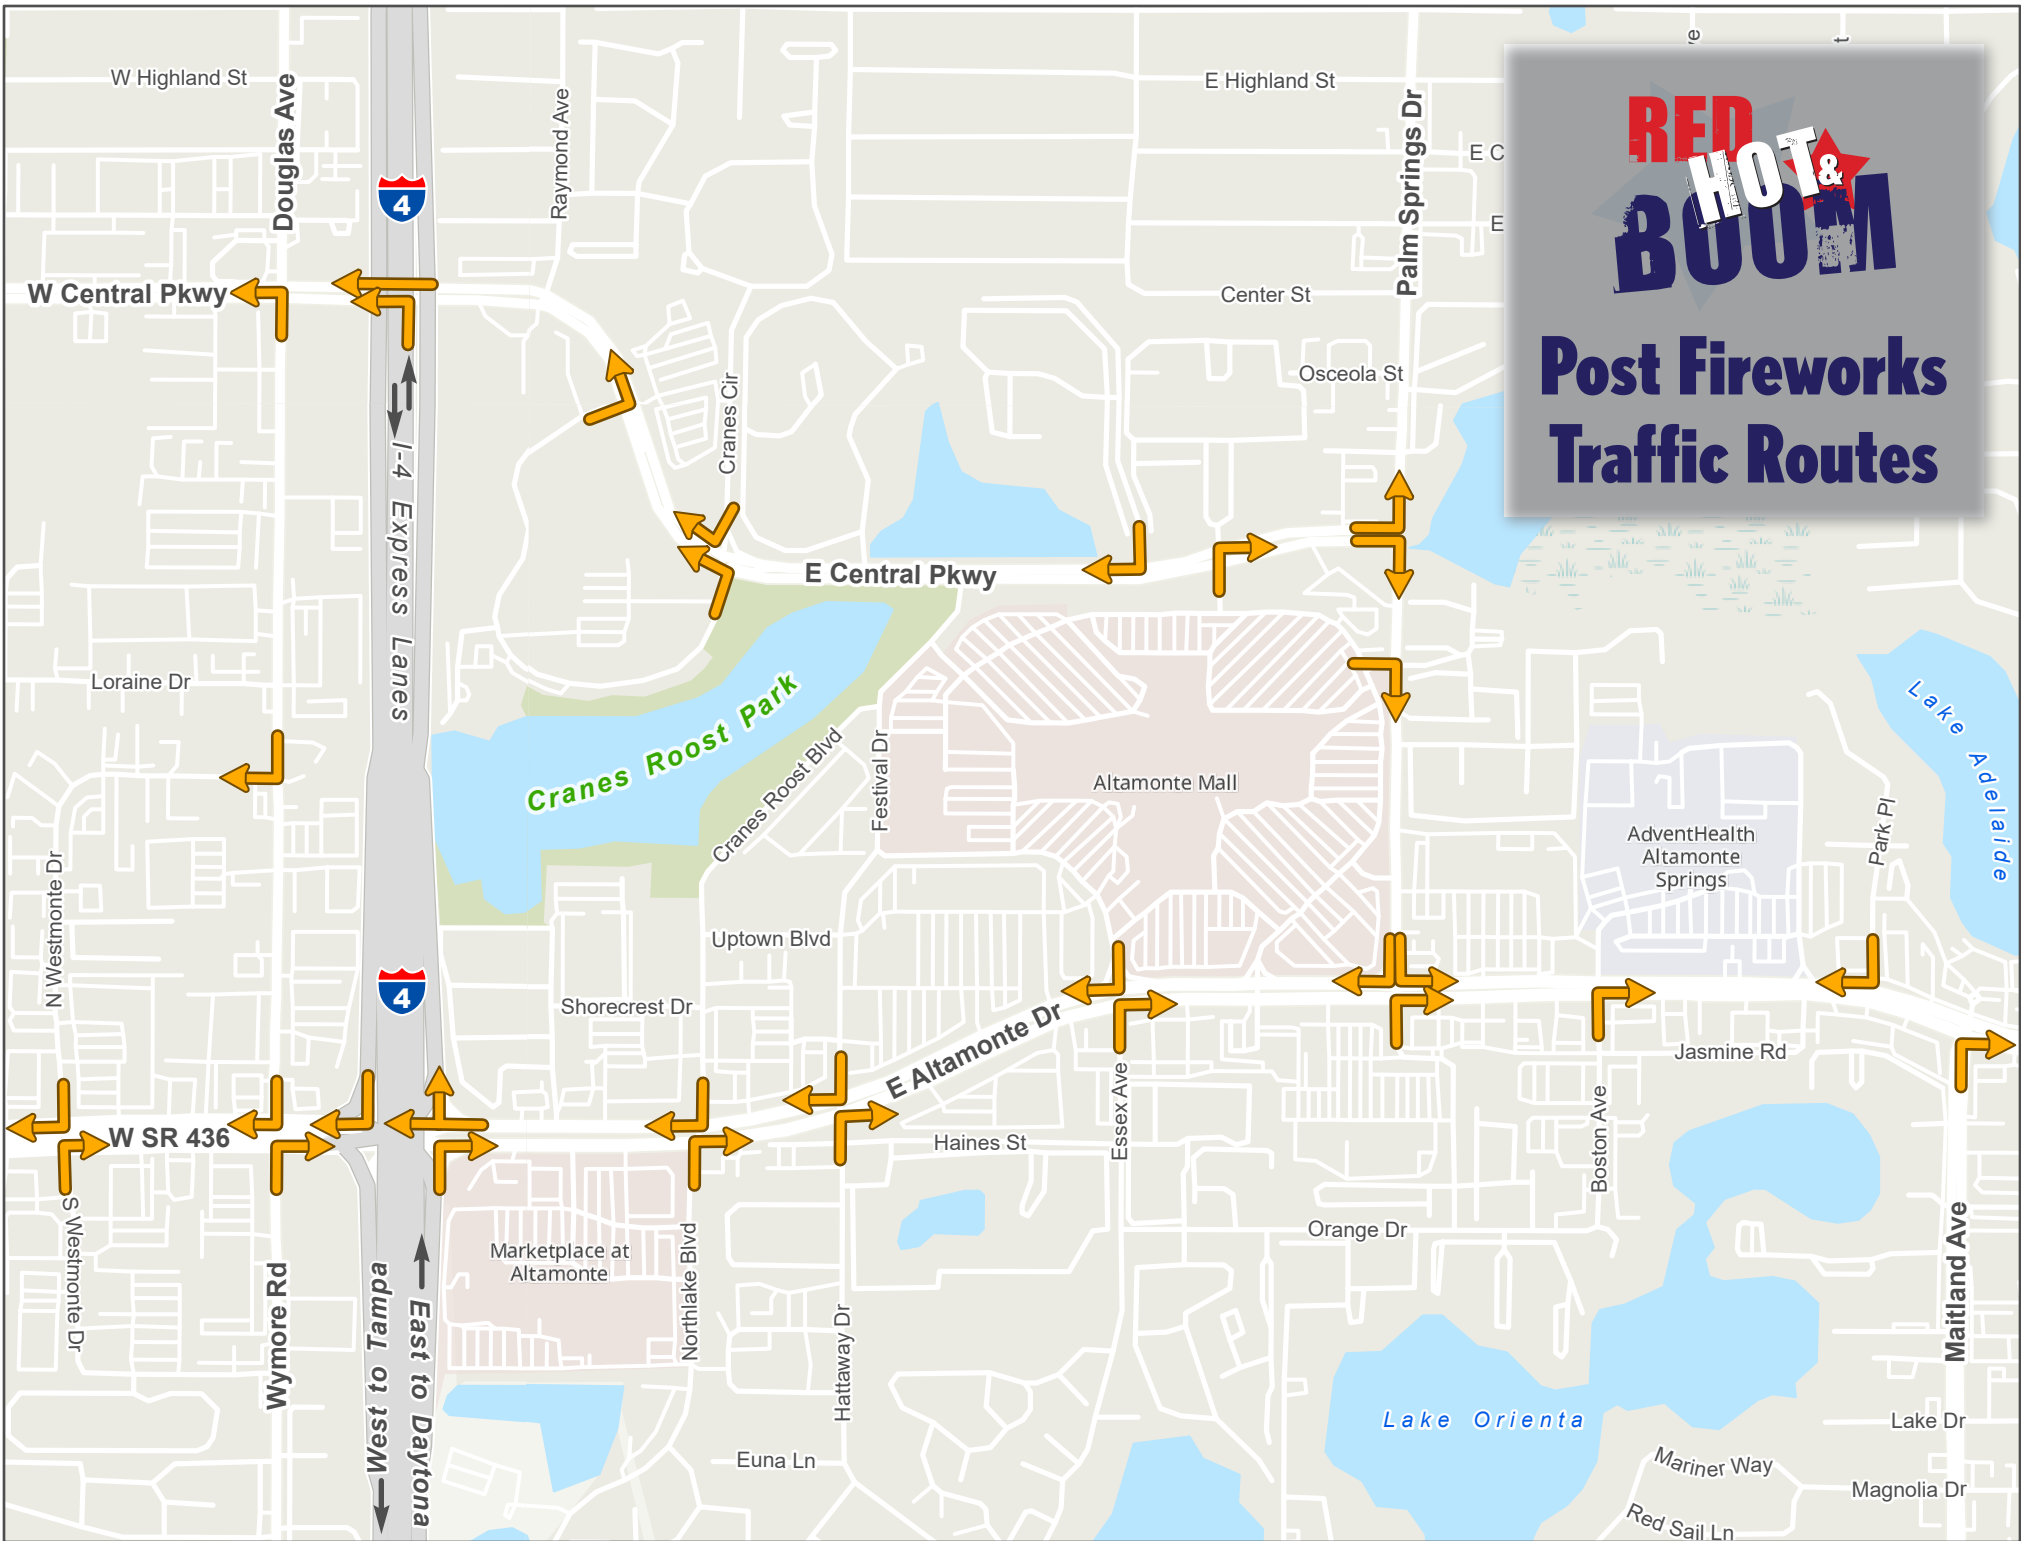 RED
HOT &
BOOM
Post Fireworks
Traffic Routes
W Highland St
E Highland St
Douglas Ave
Raymond Ave
Palm Springs Dr
ve
t
E C
E
4
W Central Pkwy
Center St
Osceola St
Cranes Cir
I-4 Express Lanes
E Central Pkwy
Loraine Dr
Cranes Roost Park
Cranes Roost Blvd
Festival Dr
Altamonte Mall
Lake Adelaide
AdventHealth
Altamonte
Springs
Park Pl
N Westmonte Dr
Uptown Blvd
4
Shorecrest Dr
E Altamonte Dr
Jasmine Rd
W SR 436
Haines St
Essex Ave
Boston Ave
S Westmonte Dr
Wymore Rd
West to Tampa
East to Daytona
Marketplace at
Altamonte
Northlake Blvd
Hattaway Dr
Orange Dr
Maitland Ave
Lake Orienta
Lake Dr
Euna Ln
Mariner Way
Magnolia Dr
Red Sail Ln